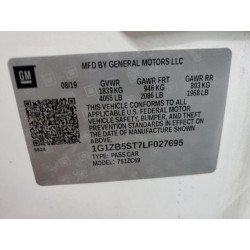 GM
MFD BY GENERAL MOTORS LLC
08/19 GVWR GAWR FRT GAWR RR
1839 KG 946 KG 893 KG
4055 LB 2086 LB 1968 LB
THIS VEHICLE CONFORMS TO ALL
APPLICABLE U.S. FEDERAL MOTOR
VEHICLE SAFETY, BUMPER, AND THEFT
PREVENTION STANDARDS IN EFFECT
ON THE DATE OF MANUFACTURE
SHOWN ABOVE.
1G1ZB5ST7LF027695
TYPE: PASS CAR
MODEL: